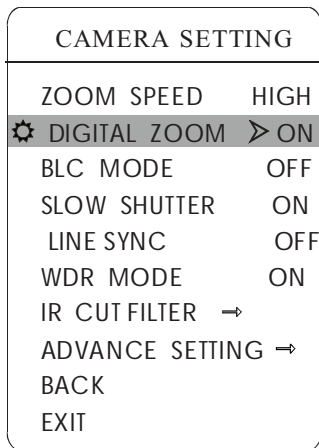 CAMERA SETTING
ZOOM SPEED HIGH
DIGITAL ZOOM ON
BLC MODE OFF
SLOW SHUTTER ON
LINE SYNC OFF
WDR MODE ON
IR CUT FILTER →
ADVANCE SETTING →
BACK
EXIT